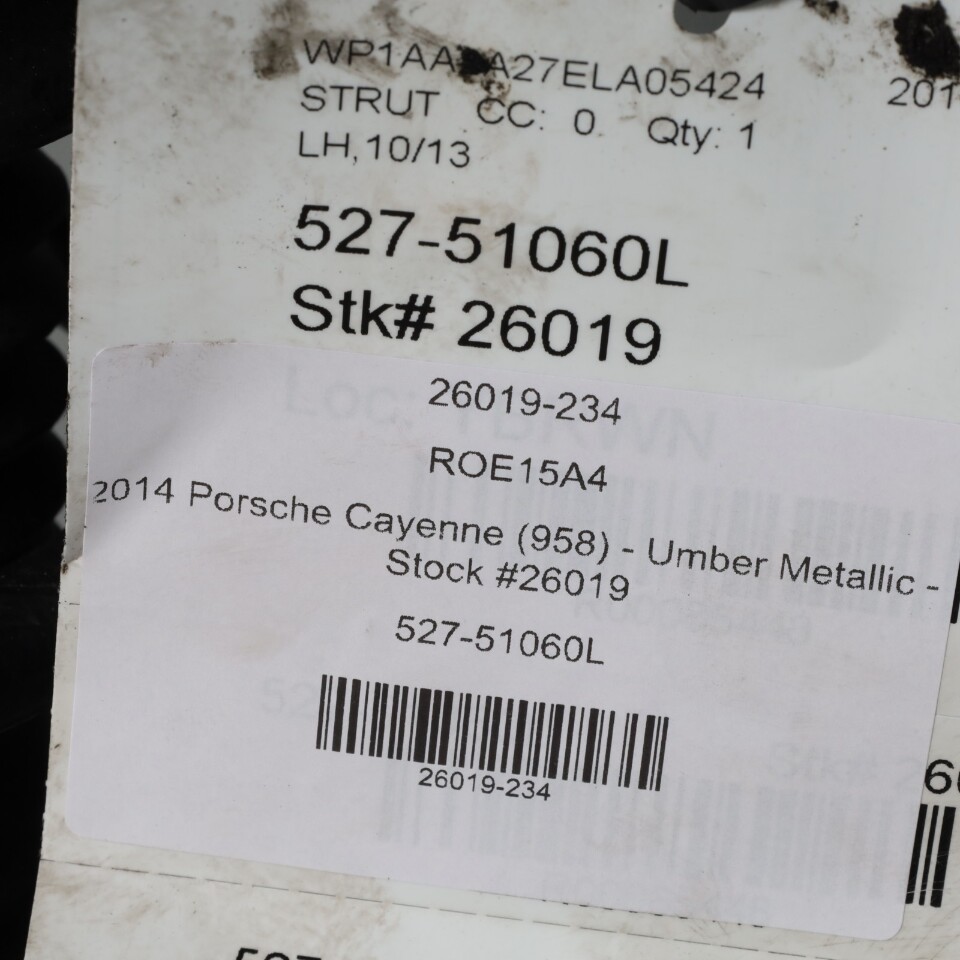 A27ELA05424
201
STRUT CC: 0. Qty: 1
LH,10/13
527-51060L
Stk# 26019
26019-234
ROE15A4
2014 Porsche Cayenne (958) - Umber Metallic -
Stock #26019
527-51060L
26019-234